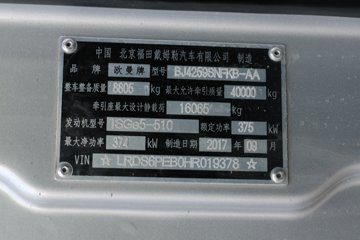 中国 北京福田戴姆勒汽车有限公司 制造
品牌 欧曼牌 型号 BJ4259SNFKB-AA
整车整备质量 8805 kg 最大允许牵引质量 40000 kg
牵引座最大设计静载荷 16065 kg
发动机型号 ISGe5-510 额定功率 375 kW
最大净功率 374 kW 制造日期 2017 年 09 月
VIN ☆ LRDS6PEB0HR019378 ☆